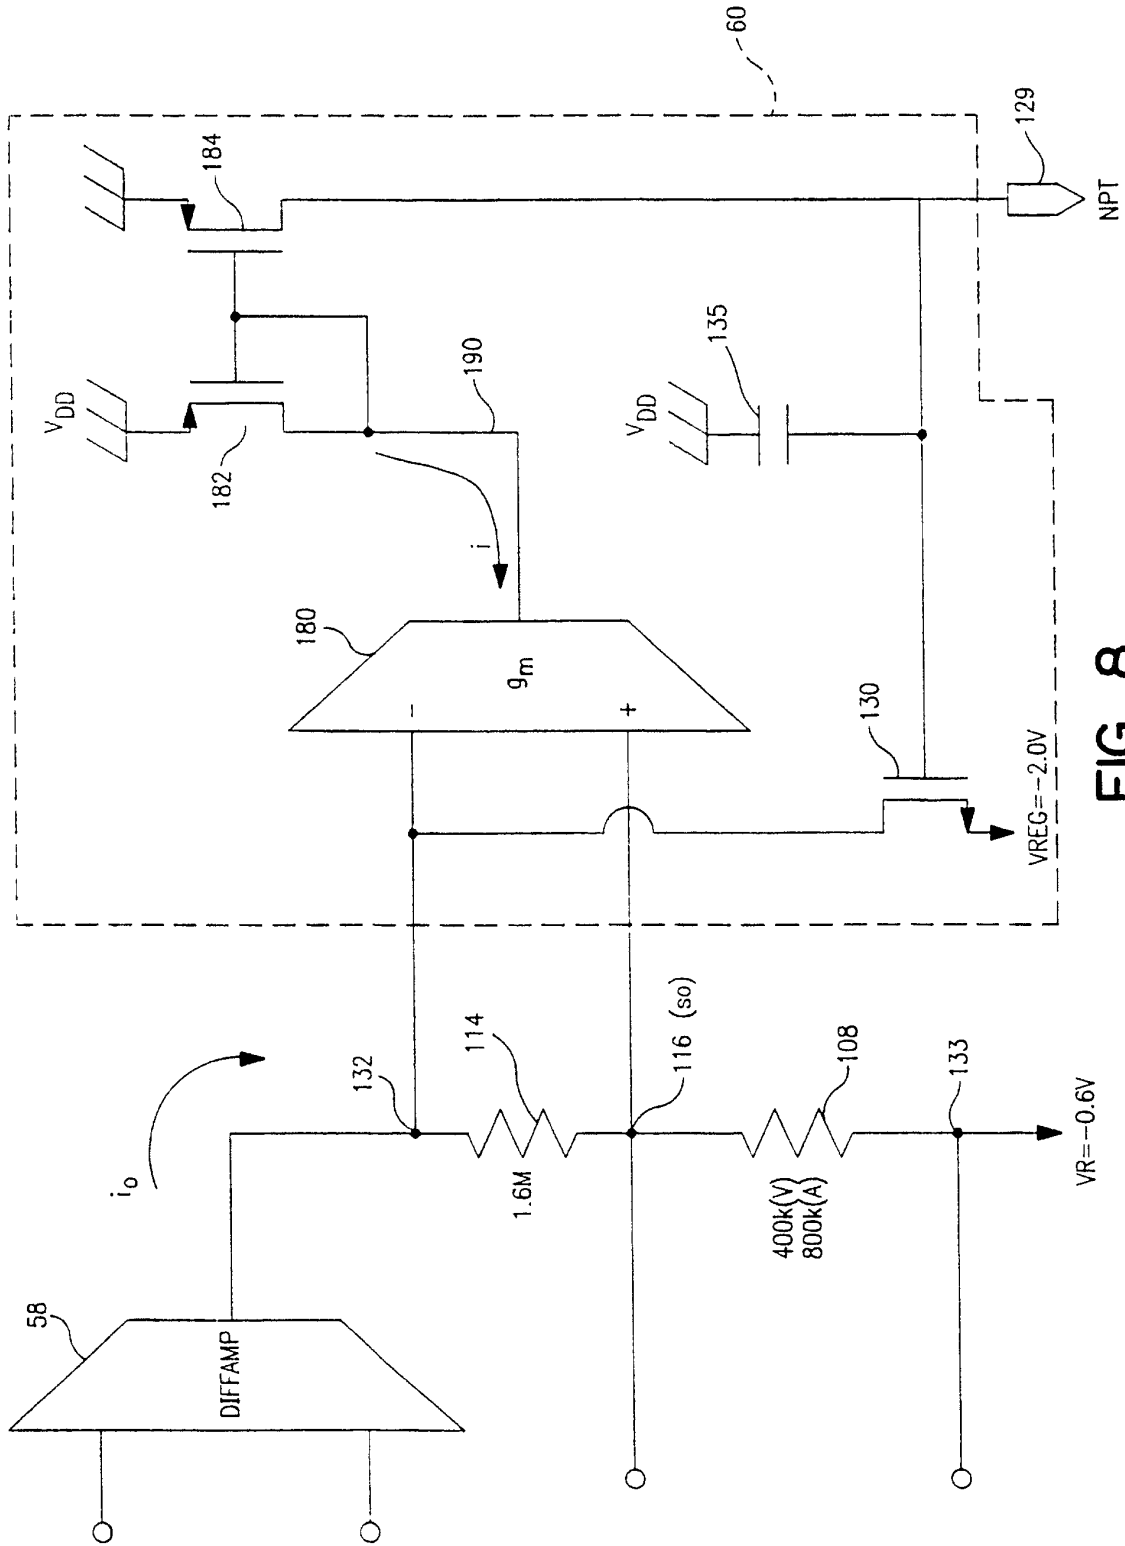 58
DIFFAMP
i₀
132
114
1.6M
116 (so)
400k(V)
800k(A)
108
133
VR=-0.6V
60
VDD
182
184
190
i
180
gm
-
+
VDD
135
130
VREG=-2.0V
129
NPT
FIG. 8